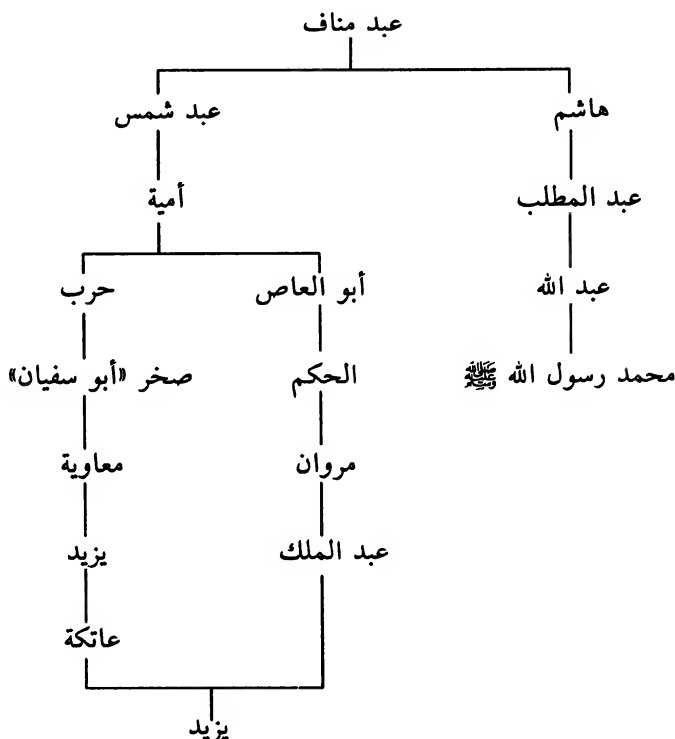 عبد مناف
هاشم عبد شمس
عبد المطلب أمية
عبد الله أبو العاص حرب
محمد رسول الله ﷺ الحكم صخر «أبو سفيان»
مروان معاوية
عبد الملك يزيد
عاتكة
يزيد